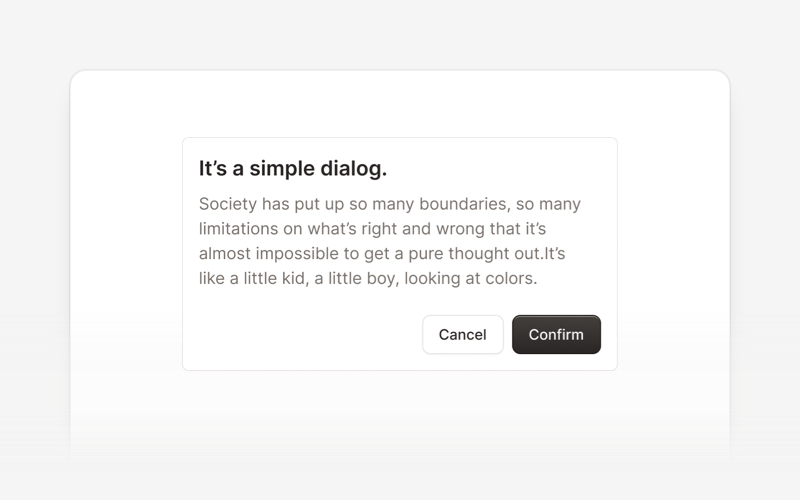 It’s a simple dialog.
Society has put up so many boundaries, so many
limitations on what’s right and wrong that it’s
almost impossible to get a pure thought out.It’s
like a little kid, a little boy, looking at colors.
Cancel
Confirm